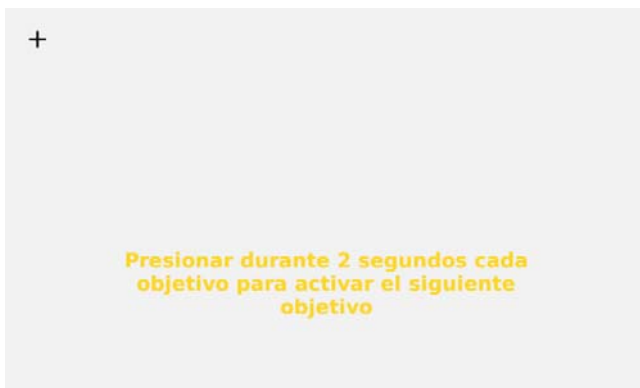 +
Presionar durante 2 segundos cada
objetivo para activar el siguiente
objetivo